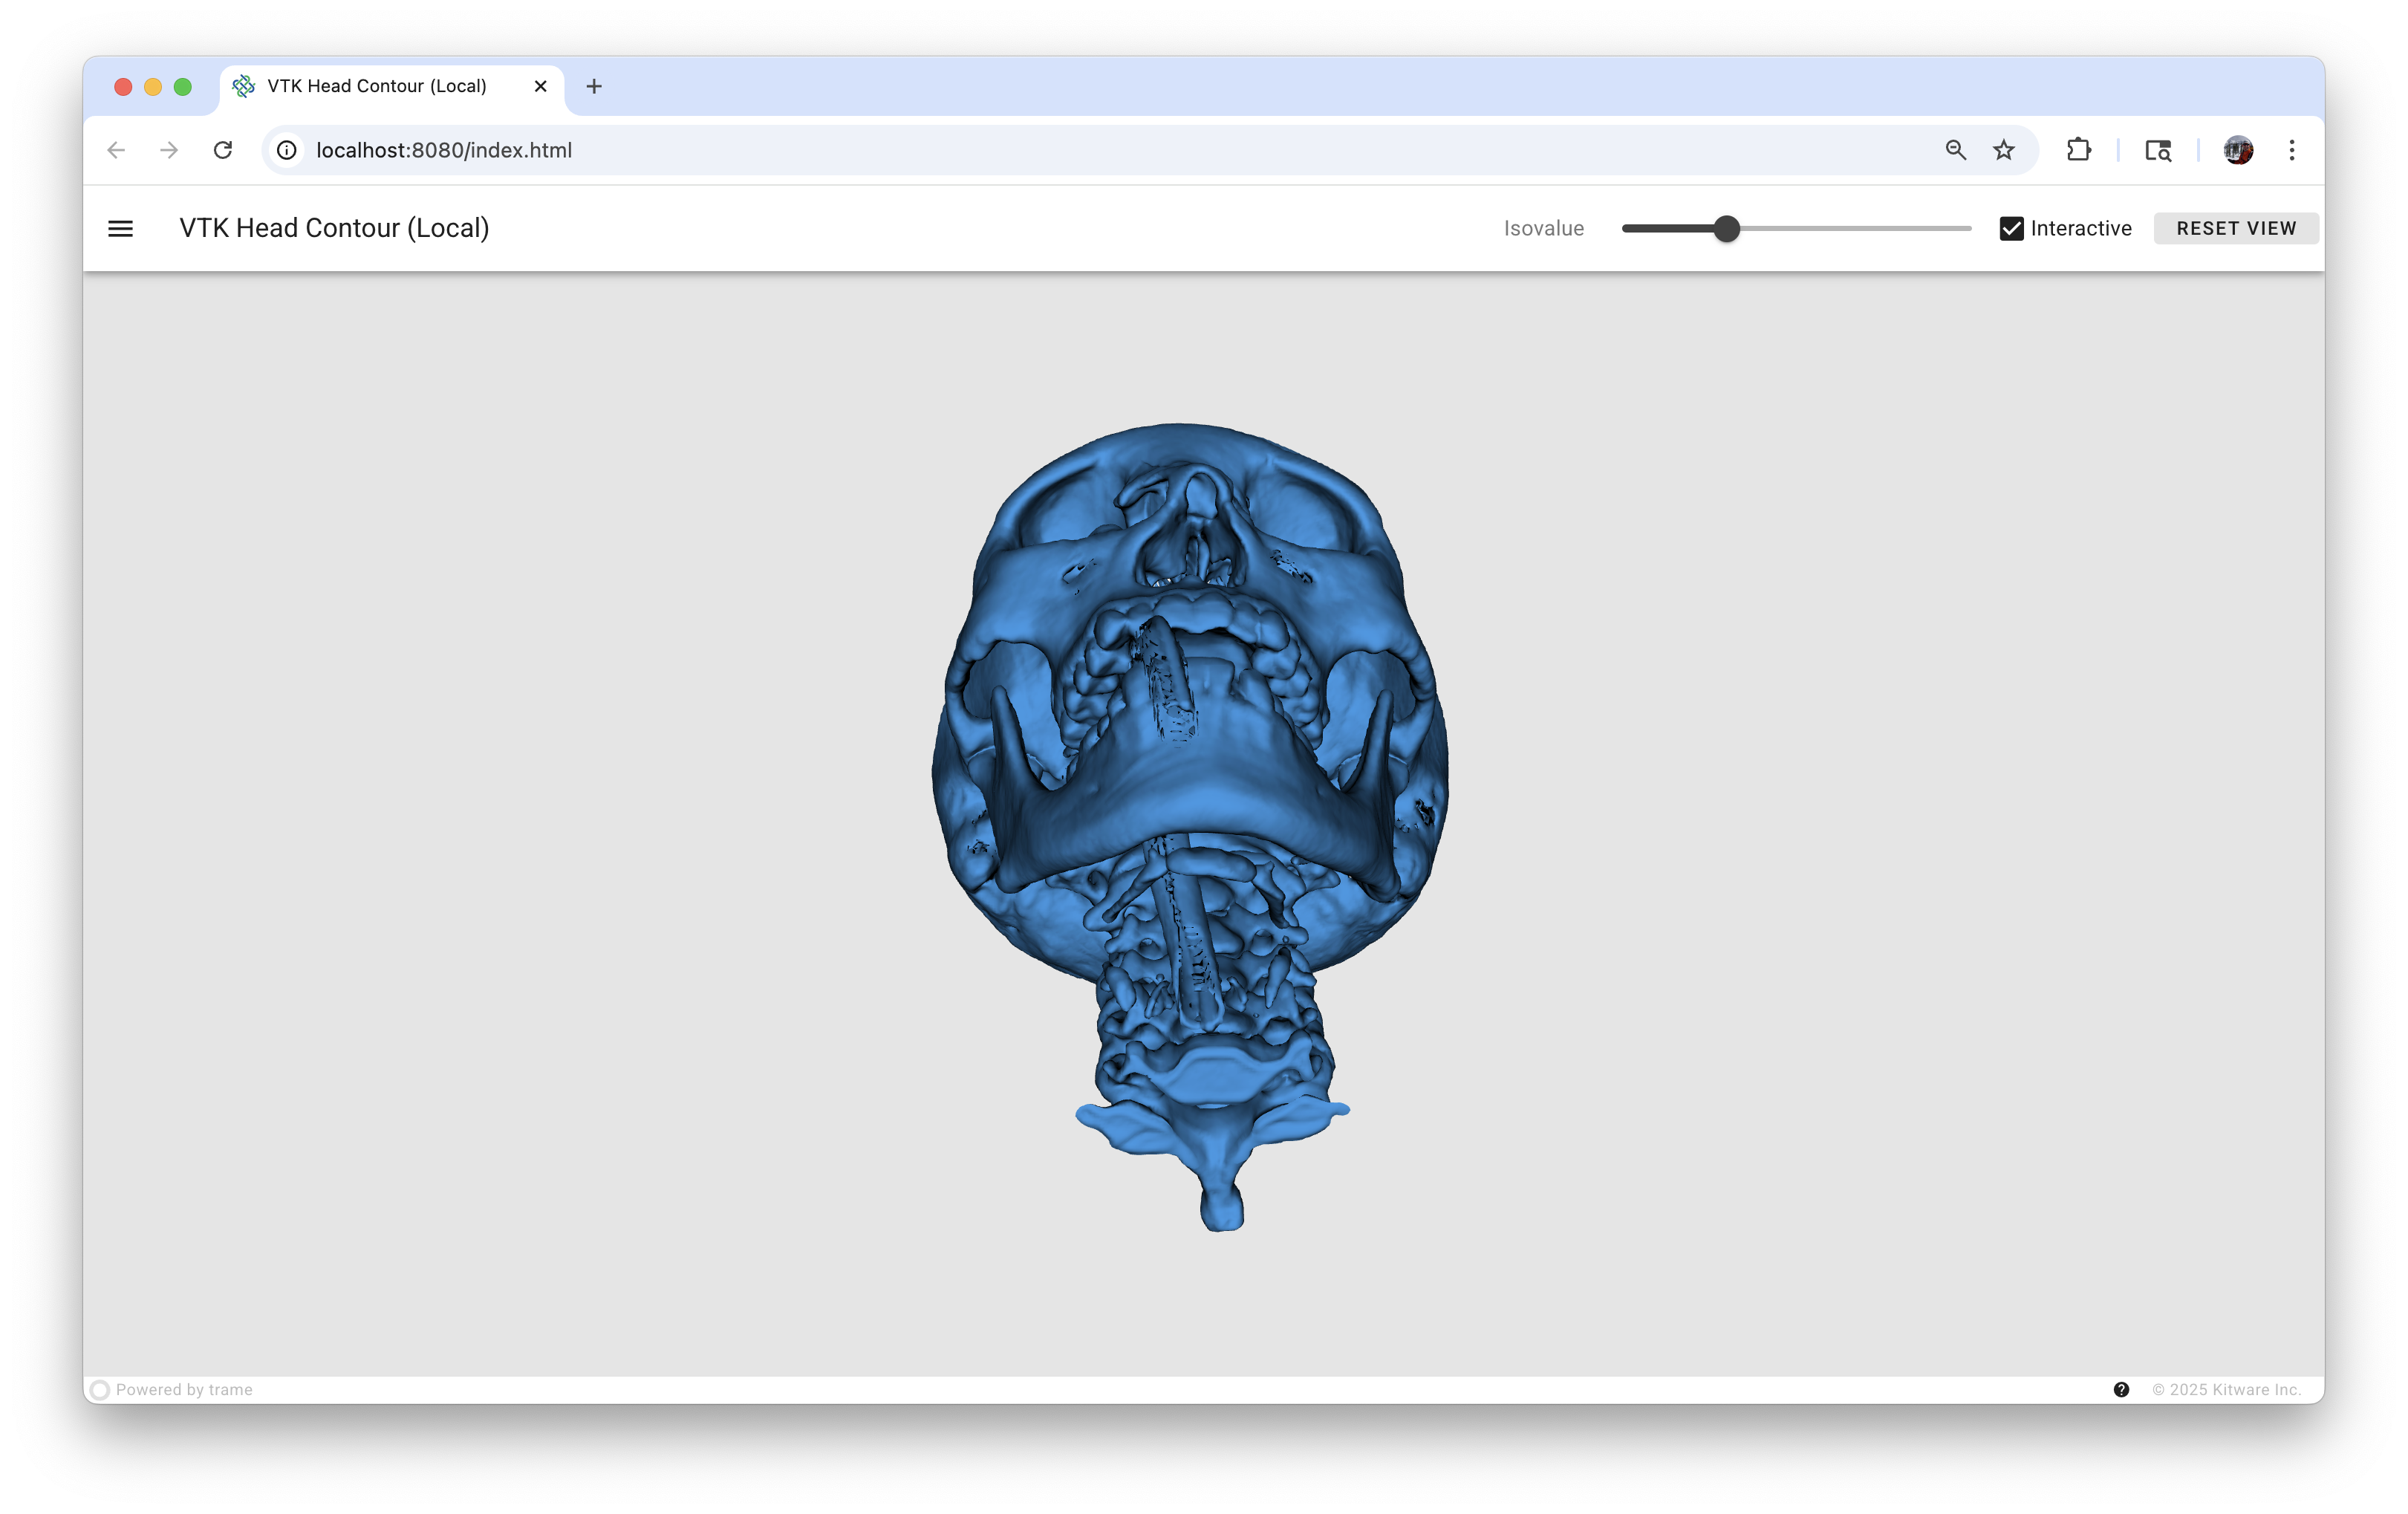 VTK Head Contour (Local)
localhost:8080/index.html
VTK Head Contour (Local)
Isovalue
Interactive
RESET VIEW
Powered by trame
© 2025 Kitware Inc.